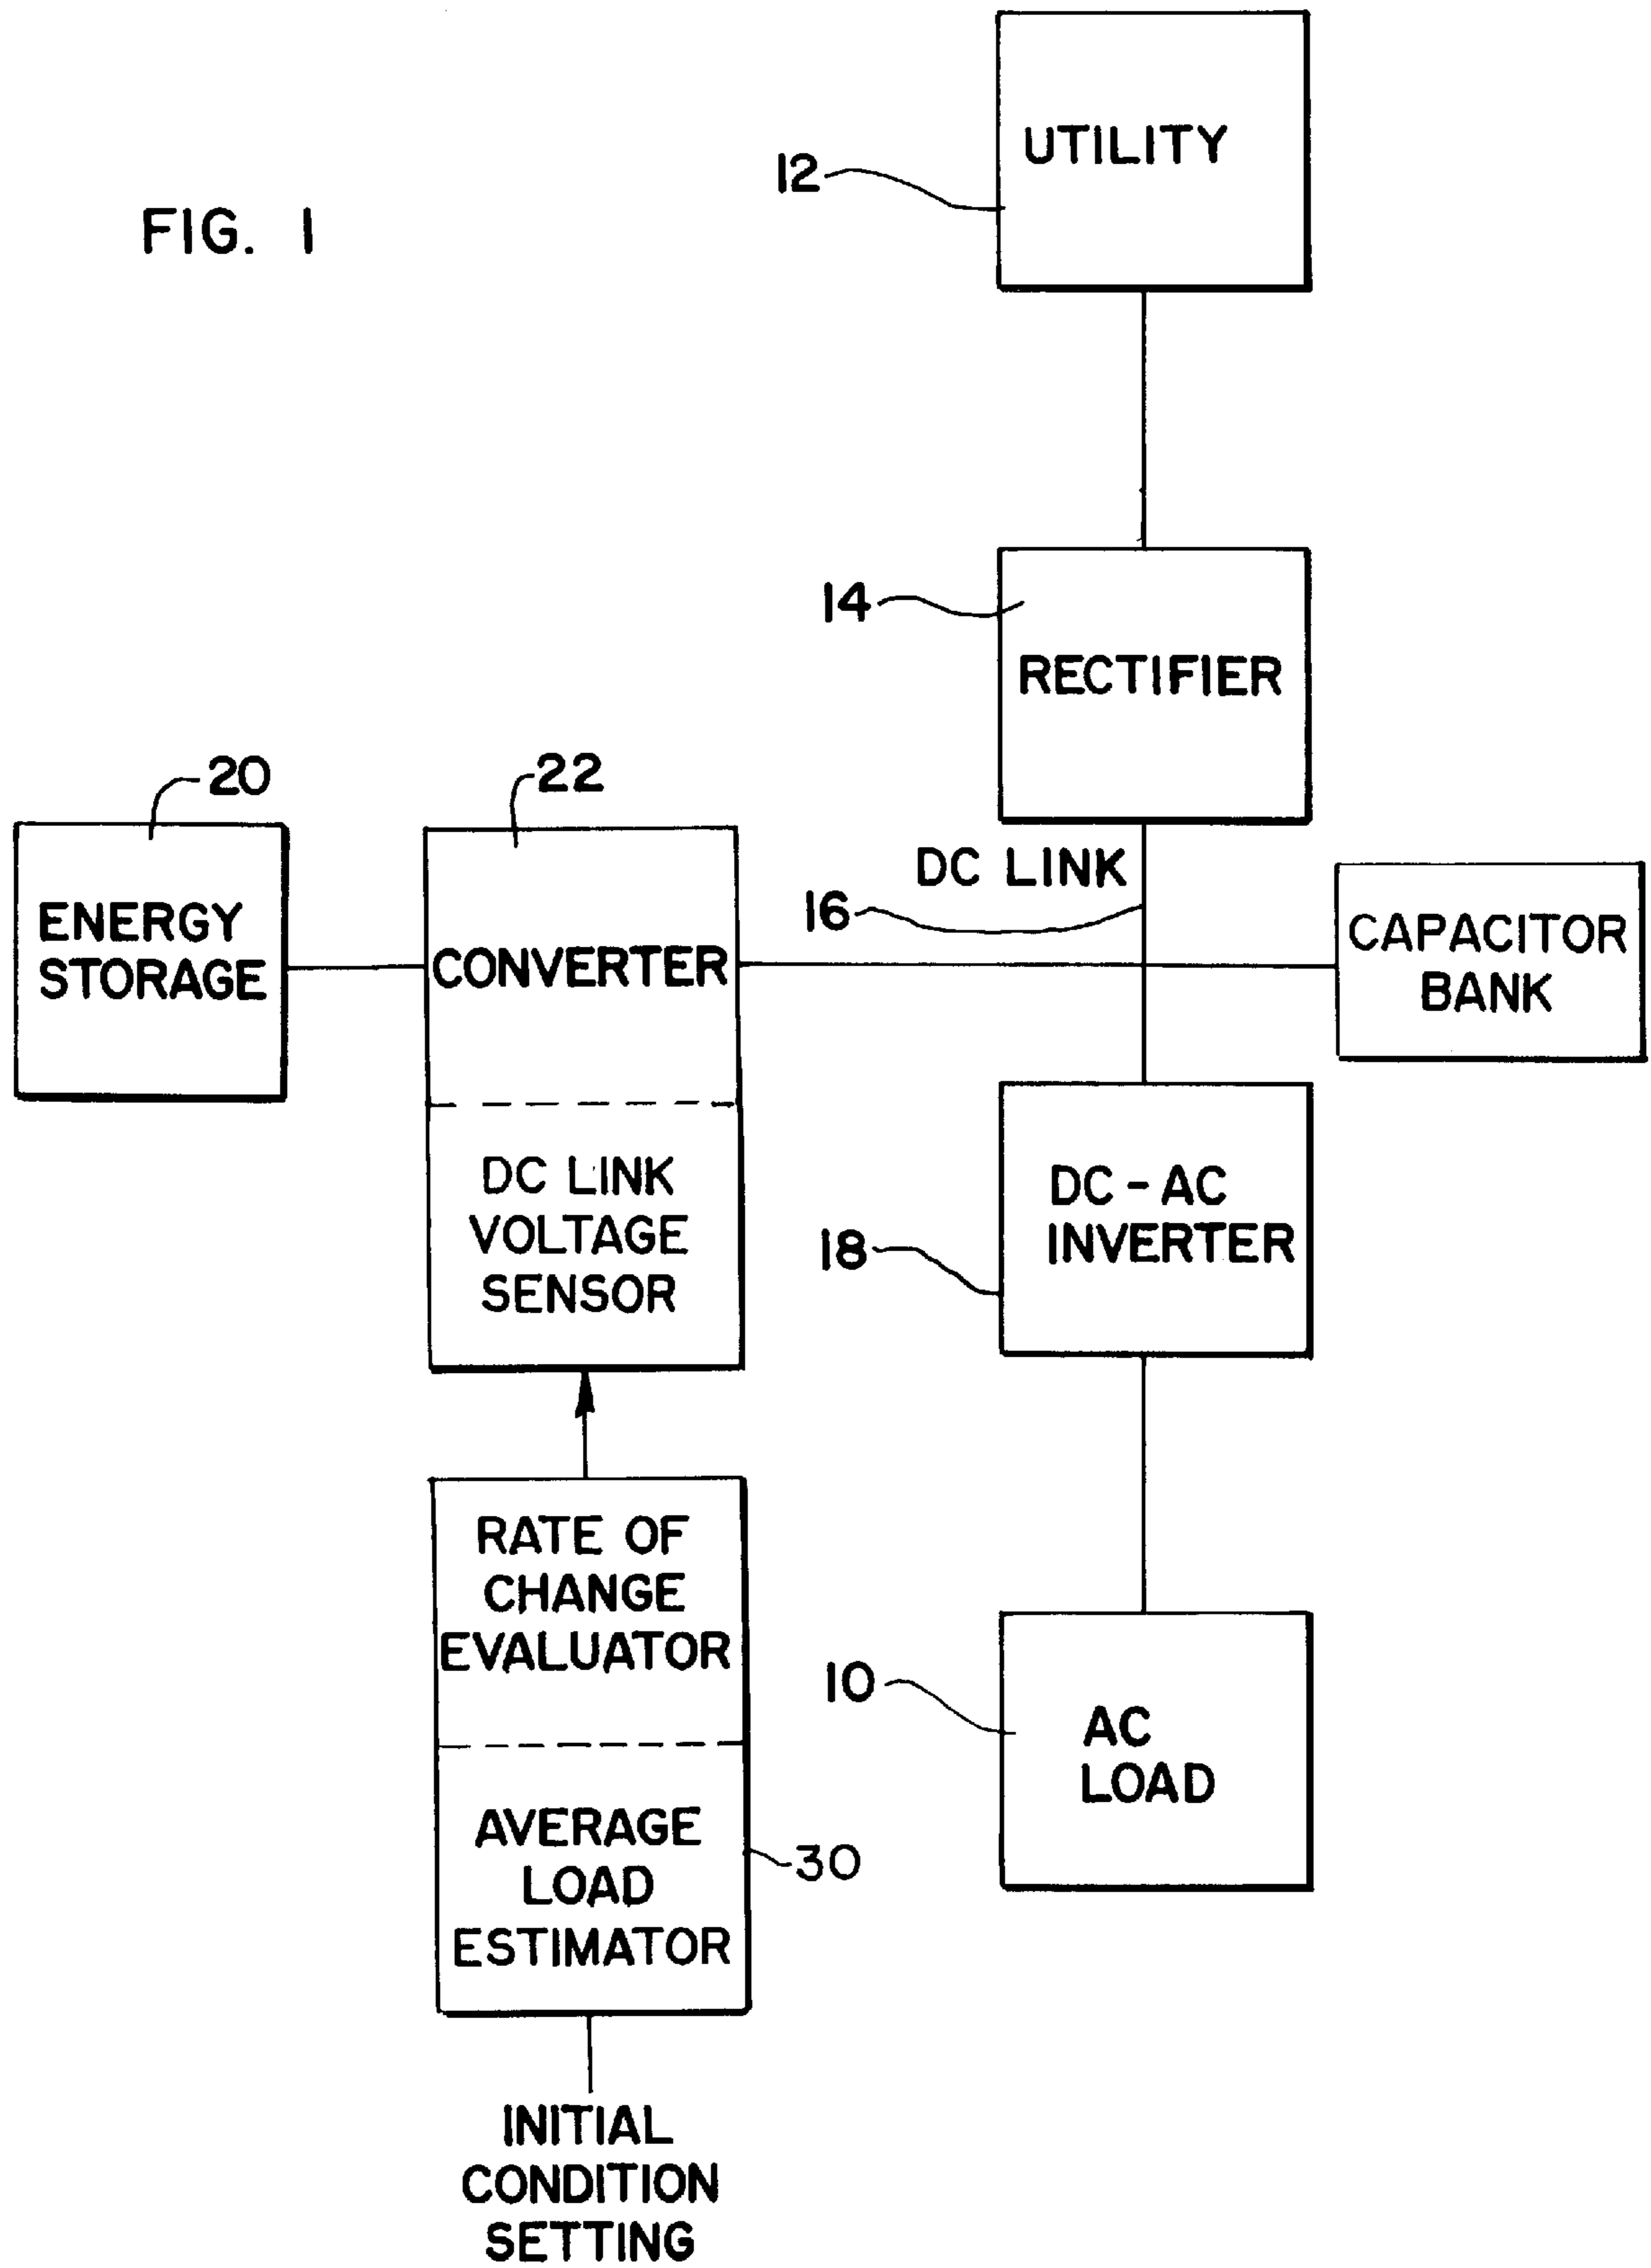 UTILITY
12
FIG. 1
14
RECTIFIER
20
22
DC LINK
16
ENERGY
STORAGE
CONVERTER
CAPACITOR
BANK
DC LINK
VOLTAGE
SENSOR
DC-AC
INVERTER
18
RATE OF
CHANGE
EVALUATOR
10
AC
LOAD
AVERAGE
LOAD
ESTIMATOR
30
INITIAL
CONDITION
SETTING